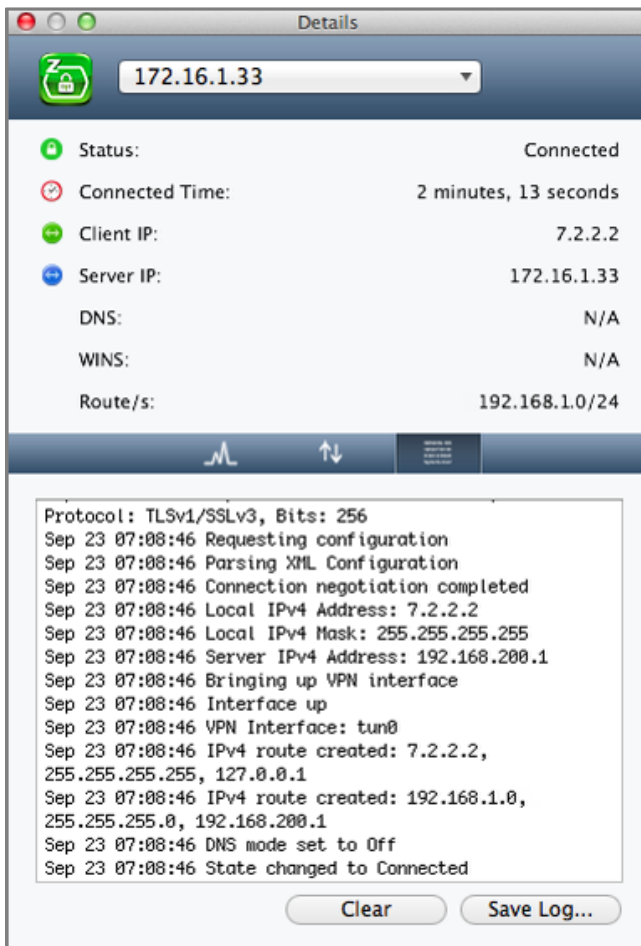 Details
172.16.1.33
Status: Connected
Connected Time: 2 minutes, 13 seconds
Client IP: 7.2.2.2
Server IP: 172.16.1.33
DNS: N/A
WINS: N/A
Route/s: 192.168.1.0/24
Protocol: TLSv1/SSLv3, Bits: 256
Sep 23 07:08:46 Requesting configuration
Sep 23 07:08:46 Parsing XML Configuration
Sep 23 07:08:46 Connection negotiation completed
Sep 23 07:08:46 Local IPv4 Address: 7.2.2.2
Sep 23 07:08:46 Local IPv4 Mask: 255.255.255.255
Sep 23 07:08:46 Server IPv4 Address: 192.168.200.1
Sep 23 07:08:46 Bringing up VPN interface
Sep 23 07:08:46 Interface up
Sep 23 07:08:46 VPN Interface: tun0
Sep 23 07:08:46 IPv4 route created: 7.2.2.2,
255.255.255.255, 127.0.0.1
Sep 23 07:08:46 IPv4 route created: 192.168.1.0,
255.255.255.0, 192.168.200.1
Sep 23 07:08:46 DNS mode set to Off
Sep 23 07:08:46 State changed to Connected
Clear Save Log...